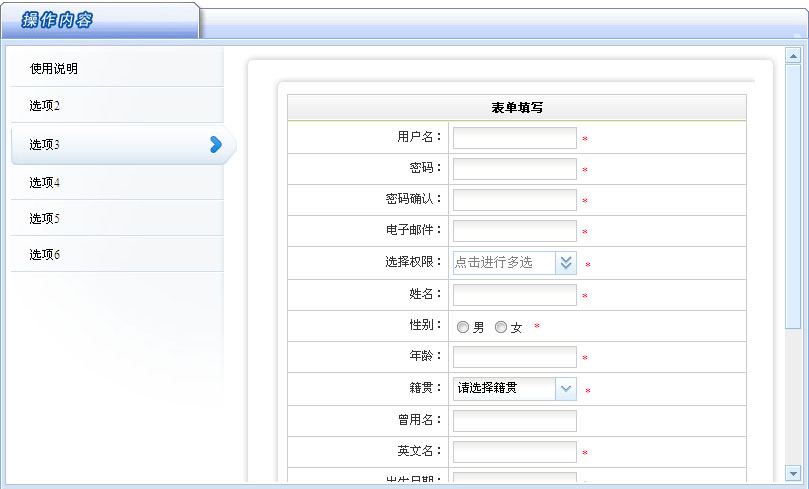 操作内容
使用说明
选项2
选项3
选项4
选项5
选项6
表单填写
用户名： *
密码： *
密码确认： *
电子邮件： *
选择权限： 点击进行多选 *
姓名： *
性别： 男 女 *
年龄： *
籍贯： 请选择籍贯 *
曾用名：
英文名： *
出生日期： *